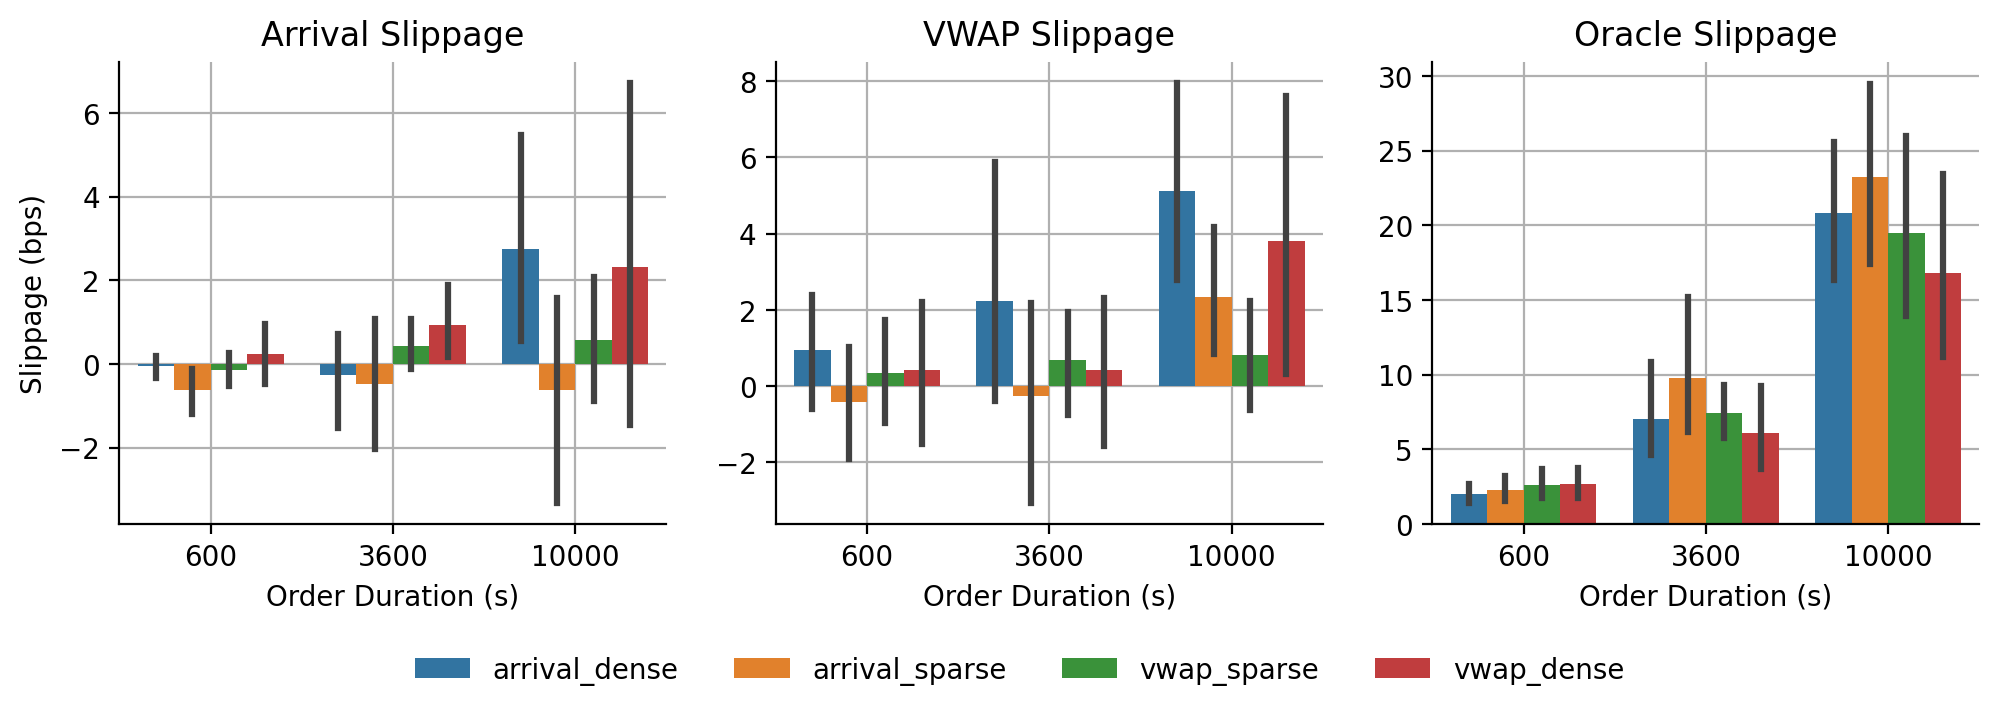 Arrival Slippage
VWAP Slippage
Oracle Slippage
Slippage (bps)
6
4
2
0
−2
8
6
4
2
0
−2
30
25
20
15
10
5
0
600 3600 10000
600 3600 10000
600 3600 10000
Order Duration (s)
Order Duration (s)
Order Duration (s)
arrival_dense
arrival_sparse
vwap_sparse
vwap_dense